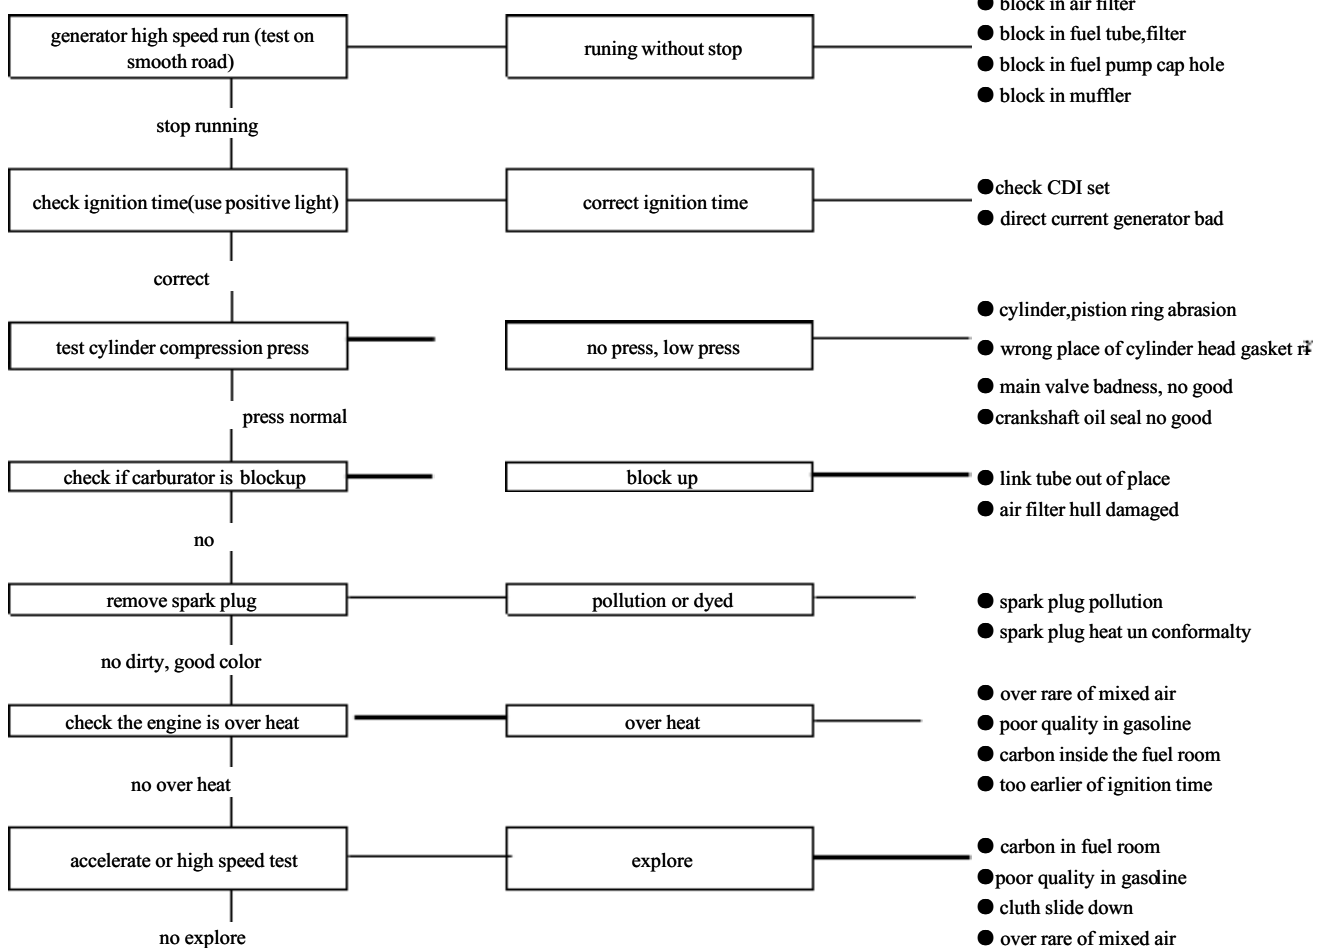 block in air filter
generator high speed run (test on
smooth road)
runing without stop
block in fuel tube,filter
block in fuel pump cap hole
block in muffler
stop running
check ignition time(use positive light)
correct ignition time
check CDI set
direct current generator bad
correct
cylinder,pistion ring abrasion
test cylinder compression press
no press, low press
wrong place of cylinder head gasket
main valve badness, no good
press normal
crankshaft oil seal no good
check if carburator is blockup
block up
link tube out of place
air filter hull damaged
no
remove spark plug
pollution or dyed
spark plug pollution
spark plug heat un conformalty
no dirty, good color
over rare of mixed air
check the engine is over heat
over heat
poor quality in gasoline
carbon inside the fuel room
no over heat
too earlier of ignition time
accelerate or high speed test
explore
carbon in fuel room
poor quality in gasoline
cluth slide down
no explore
over rare of mixed air